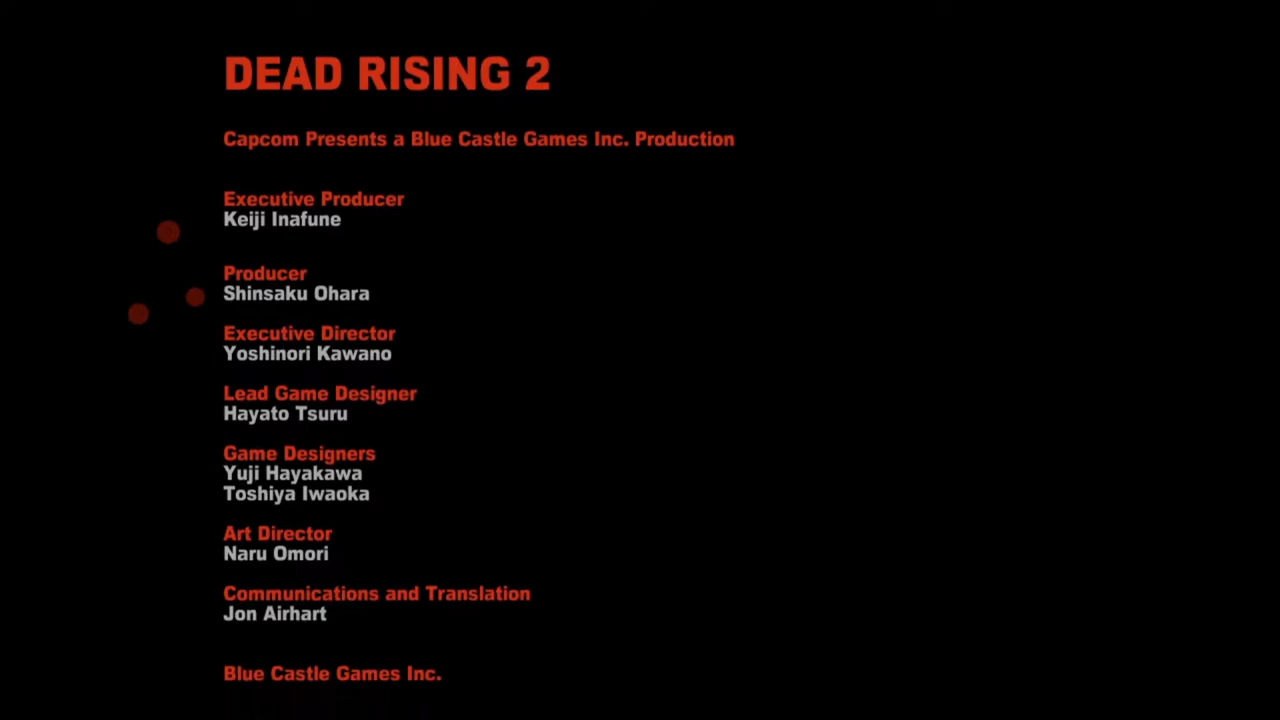 DEAD RISING 2
Capcom Presents a Blue Castle Games Inc. Production
Executive Producer
Keiji Inafune
Producer
Shinsaku Ohara
Executive Director
Yoshinori Kawano
Lead Game Designer
Hayato Tsuru
Game Designers
Yuji Hayakawa
Toshiya Iwaoka
Art Director
Naru Omori
Communications and Translation
Jon Airhart
Blue Castle Games Inc.